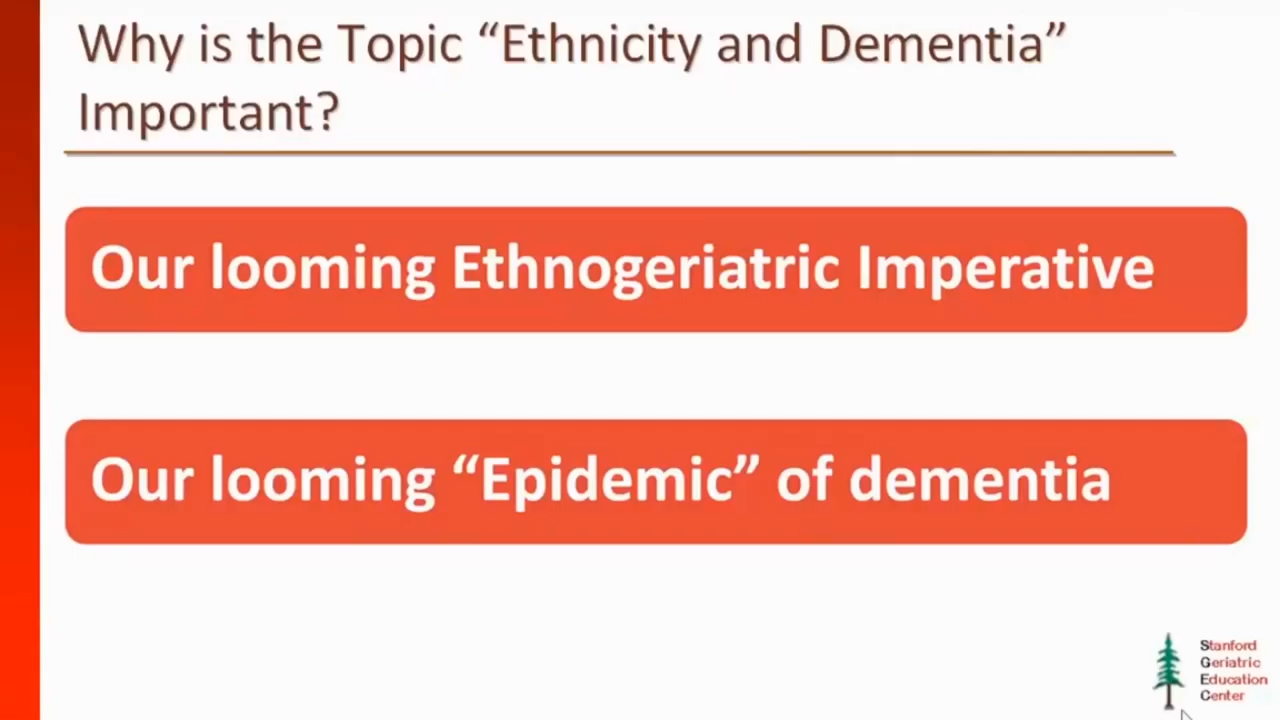 Why is the Topic “Ethnicity and Dementia”
Important?
Our looming Ethnogeriatric Imperative
Our looming “Epidemic” of dementia
Stanford
Geriatric
Education
Center